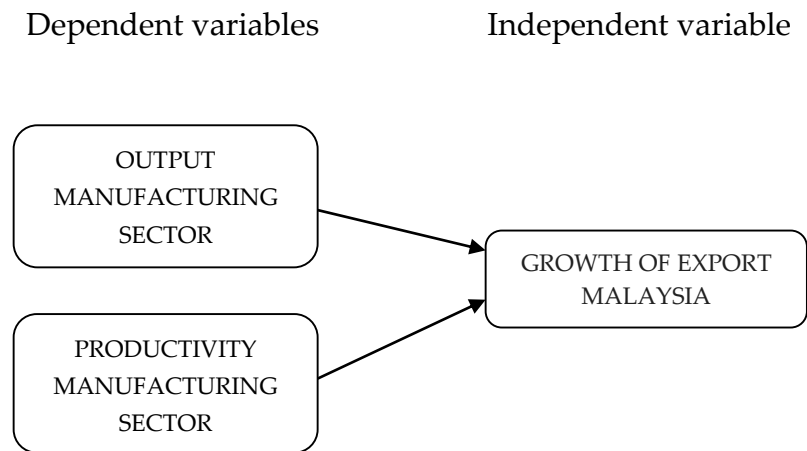 Dependent variables
Independent variable
OUTPUT
MANUFACTURING
SECTOR
GROWTH OF EXPORT
MALAYSIA
PRODUCTIVITY
MANUFACTURING
SECTOR